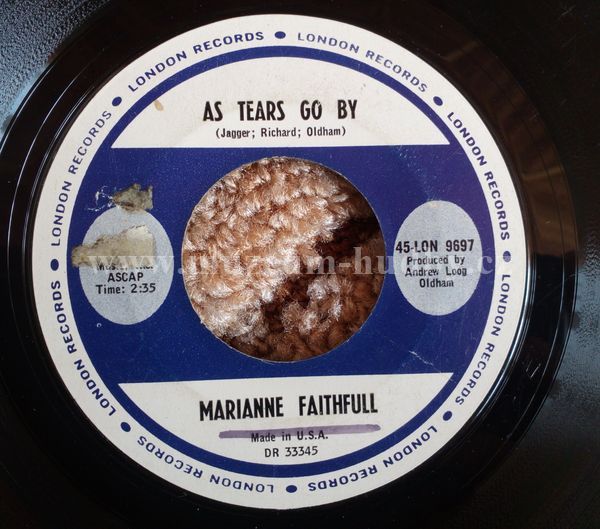 LONDON RECORDS • LONDON RECORDS • LONDON RECORDS • LONDON RECORDS • LONDON RECORDS • LONDON RECORDS • LONDON RECORDS • LONDON RECORDS •
AS TEARS GO BY
(Jagger; Richard; Oldham)
ASCAP
Time: 2:35
45-LON 9697
Produced by
Andrew Loog
Oldham
MARIANNE FAITHFULL
Made in U.S.A.
DR 33345